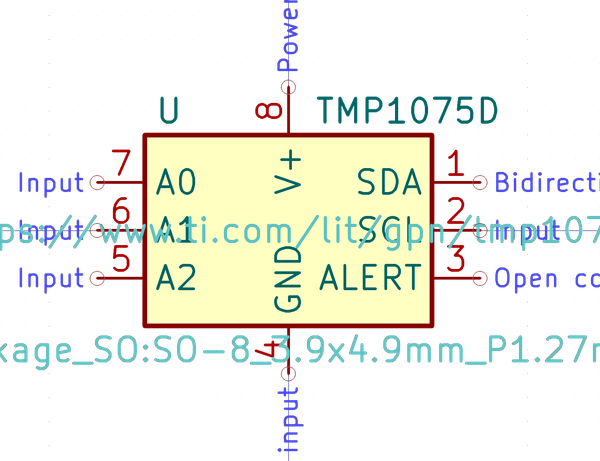 Power
8
U
TMP1075D
V+
7
Input
A0
SDA
1
Bidirecti
6
Input
A1
SCL
2
Input
ps://www.ti.com/lit/gpn/tmp107
5
Input
A2
ALERT
3
Open co
GND
kage_SO:SO-8_3.9x4.9mm_P1.27m
4
input